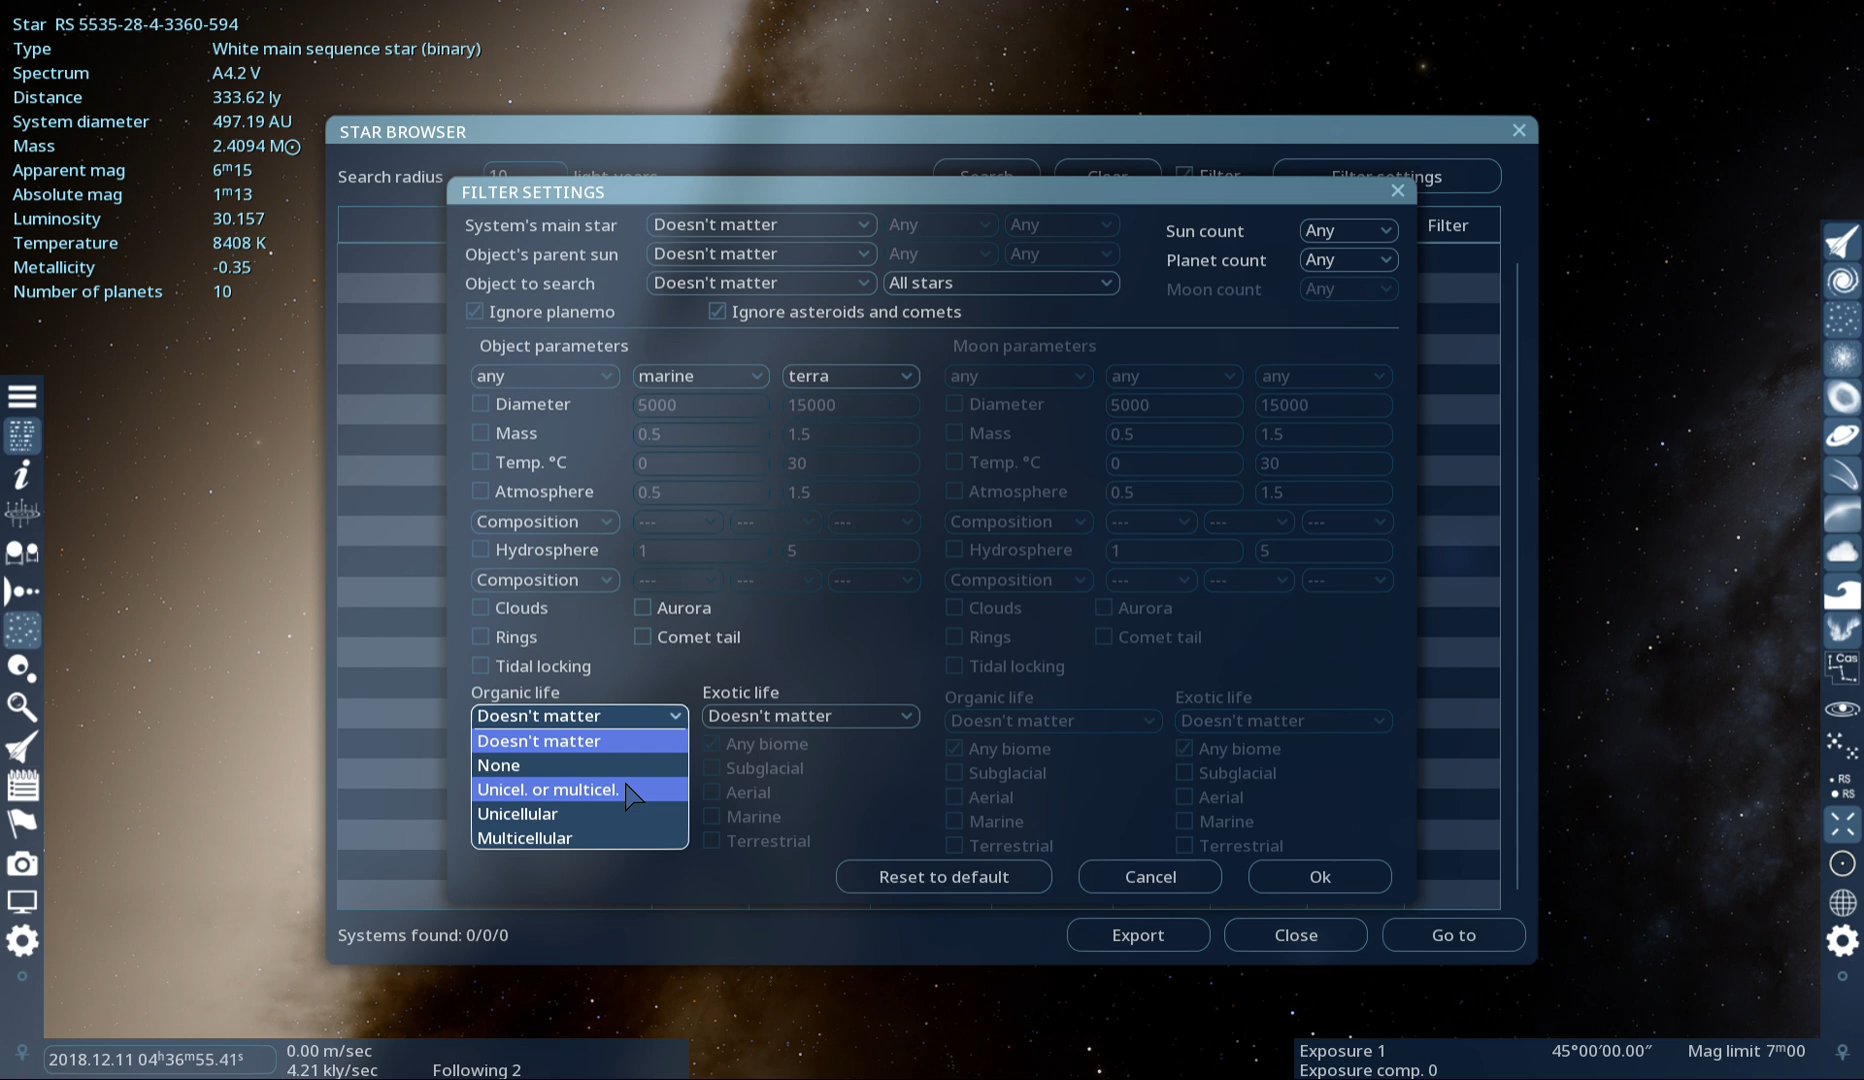 Star RS 5535-28-4-3360-594
Type White main sequence star (binary)
Spectrum A4.2 V
Distance 333.62 ly
System diameter 497.19 AU
Mass 2.4094 M☉
Apparent mag 6ᵐ15
Absolute mag 1ᵐ13
Luminosity 30.157
Temperature 8408 K
Metallicity -0.35
Number of planets 10
STAR BROWSER
Search radius 10 light years Search Clear Filter Filter settings
Filter
FILTER SETTINGS
System's main star Doesn't matter Any Any Sun count Any
Object's parent sun Doesn't matter Any Any Planet count Any
Object to search Doesn't matter All stars Moon count Any
Ignore planemo Ignore asteroids and comets
Object parameters Moon parameters
any marine terra any any any
Diameter 5000 15000 Diameter 5000 15000
Mass 0.5 1.5 Mass 0.5 1.5
Temp. °C 0 30 Temp. °C 0 30
Atmosphere 0.5 1.5 Atmosphere 0.5 1.5
Composition --- --- --- Composition --- --- ---
Hydrosphere 1 5 Hydrosphere 1 5
Composition --- --- --- Composition --- --- ---
Clouds Aurora Clouds Aurora
Rings Comet tail Rings Comet tail
Tidal locking Tidal locking
Organic life Exotic life Organic life Exotic life
Doesn't matter Doesn't matter Doesn't matter Doesn't matter
Doesn't matter Any biome Any biome Any biome
None Subglacial Subglacial Subglacial
Unicel. or multicel. Aerial Aerial Aerial
Unicellular Marine Marine Marine
Multicellular Terrestrial Terrestrial Terrestrial
Reset to default Cancel Ok
Systems found: 0/0/0 Export Close Go to
Cas
RS
RS
2018.12.11 04ʰ36ᵐ55.41ˢ 0.00 m/sec Exposure 1 45°00′00.00″ Mag limit 7ᵐ00
4.21 kly/sec Following 2 Exposure comp. 0